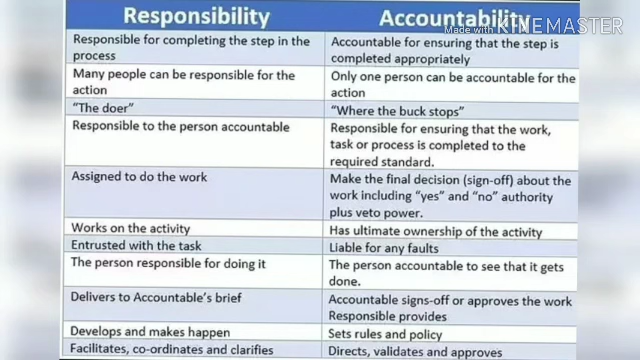 Responsibility
Accountability
Made with KINEMASTER
Responsible for completing the step in the
process
Accountable for ensuring that the step is
completed appropriately
Many people can be responsible for the
action
Only one person can be accountable for the
action
“The doer”
“Where the buck stops”
Responsible to the person accountable
Responsible for ensuring that the work,
task or process is completed to the
required standard.
Assigned to do the work
Make the final decision (sign-off) about the
work including “yes” and “no” authority
plus veto power.
Works on the activity
Has ultimate ownership of the activity
Entrusted with the task
Liable for any faults
The person responsible for doing it
The person accountable to see that it gets
done.
Delivers to Accountable’s brief
Accountable signs-off or approves the work
Responsible provides
Develops and makes happen
Sets rules and policy
Facilitates, co-ordinates and clarifies
Directs, validates and approves